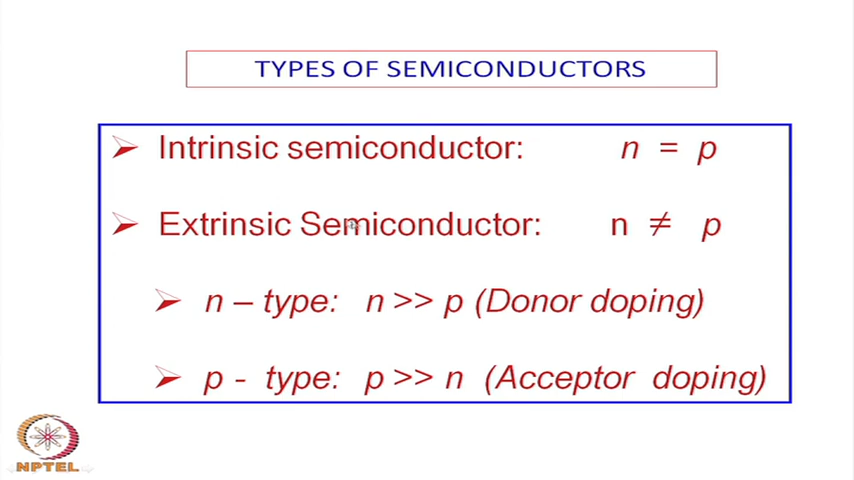 TYPES OF SEMICONDUCTORS
➢ Intrinsic semiconductor: n = p
➢ Extrinsic Semiconductor: n ≠ p
➢ n – type: n >> p (Donor doping)
➢ p - type: p >> n (Acceptor doping)
NPTEL